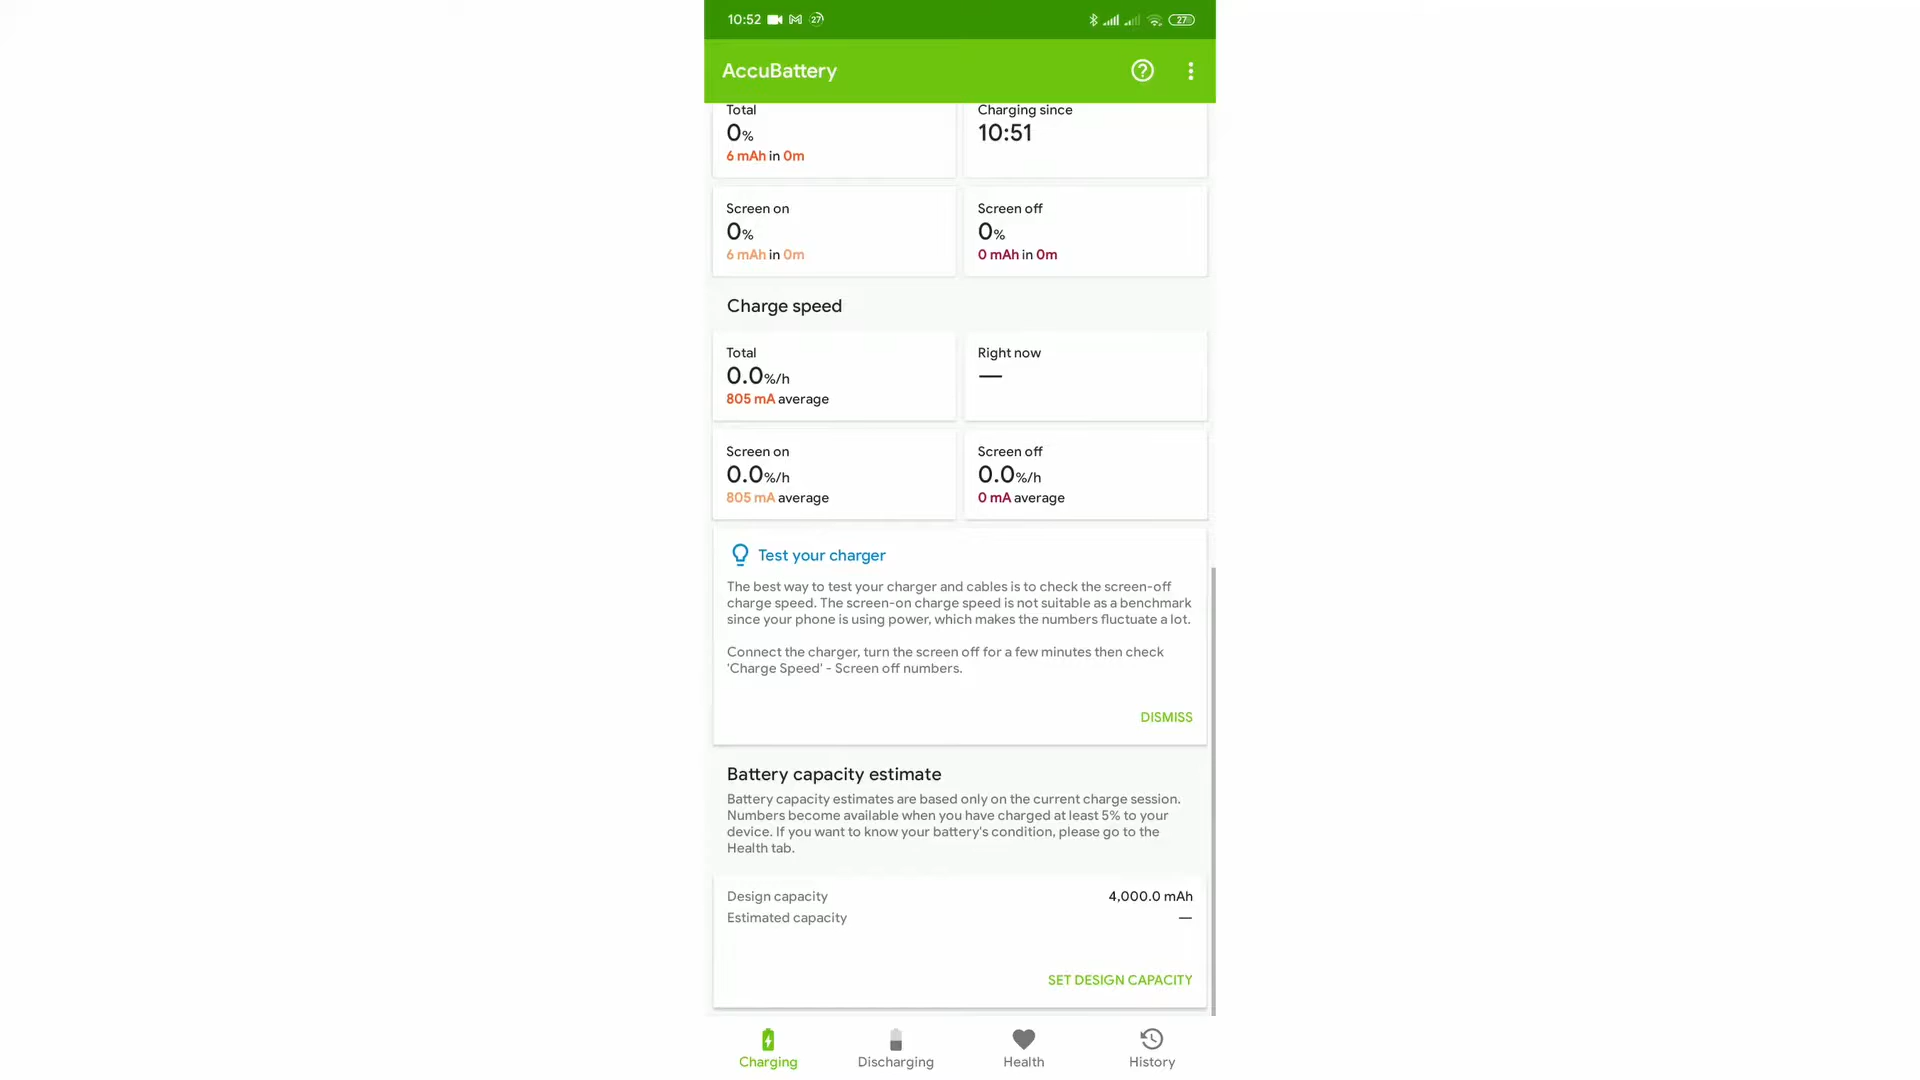 10:52 27 27
AccuBattery
Total
0%
6 mAh in 0m
Charging since
10:51
Screen on
0%
6 mAh in 0m
Screen off
0%
0 mAh in 0m
Charge speed
Total
0.0%/h
805 mA average
Right now
—
Screen on
0.0%/h
805 mA average
Screen off
0.0%/h
0 mA average
Test your charger
The best way to test your charger and cables is to check the screen-off
charge speed. The screen-on charge speed is not suitable as a benchmark
since your phone is using power, which makes the numbers fluctuate a lot.
Connect the charger, turn the screen off for a few minutes then check
'Charge Speed' - Screen off numbers.
DISMISS
Battery capacity estimate
Battery capacity estimates are based only on the current charge session.
Numbers become available when you have charged at least 5% to your
device. If you want to know your battery's condition, please go to the
Health tab.
Design capacity 4,000.0 mAh
Estimated capacity —
SET DESIGN CAPACITY
Charging Discharging Health History